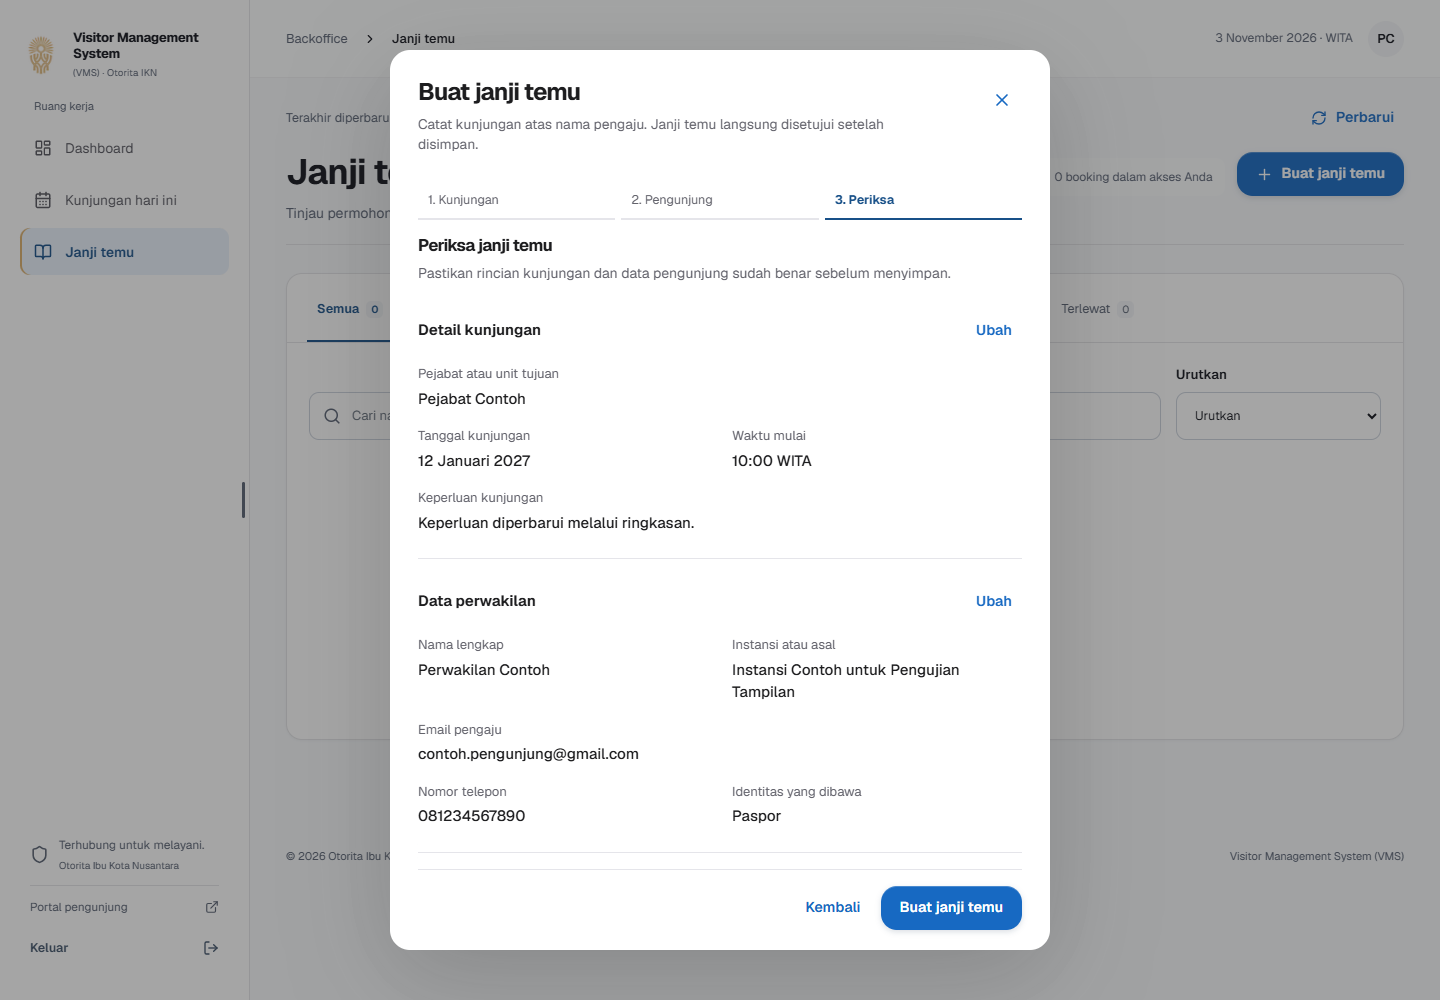 Visitor Management
System
(VMS) · Otorita IKN
Ruang kerja
Dashboard
Kunjungan hari ini
Janji temu
Terhubung untuk melayani.
Otorita Ibu Kota Nusantara
Portal pengunjung
Keluar
Backoffice
Janji temu
3 November 2026 · WITA
PC
Terakhir
Perbarui
Janji
0 booking dalam akses Anda
Buat janji temu
Tinjau
Semua 0
Terlewat 0
Cari
Urutkan
Urutkan
© 2026 Otorita Ibu
Visitor Management System (VMS)
Buat janji temu
Catat kunjungan atas nama pengaju. Janji temu langsung disetujui setelah
disimpan.
1. Kunjungan
2. Pengunjung
3. Periksa
Periksa janji temu
Pastikan rincian kunjungan dan data pengunjung sudah benar sebelum menyimpan.
Detail kunjungan
Ubah
Pejabat atau unit tujuan
Pejabat Contoh
Tanggal kunjungan
Waktu mulai
12 Januari 2027
10:00 WITA
Keperluan kunjungan
Keperluan diperbarui melalui ringkasan.
Data perwakilan
Ubah
Nama lengkap
Instansi atau asal
Perwakilan Contoh
Instansi Contoh untuk Pengujian
Tampilan
Email pengaju
contoh.pengunjung@gmail.com
Nomor telepon
Identitas yang dibawa
081234567890
Paspor
Kembali
Buat janji temu